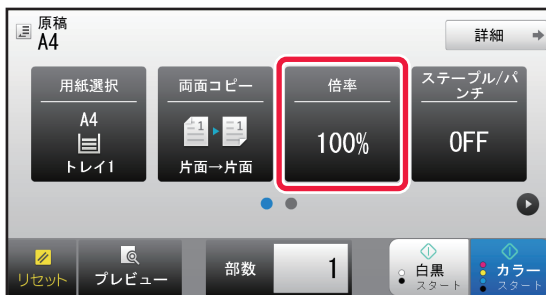 原稿
A4
詳細
用紙選択
A4
トレイ1
両面コピー
1 1
片面→片面
倍率
100%
ステープル/パ
ンチ
OFF
リセット
プレビュー
部数
1
白黒
スタート
カラー
スタート